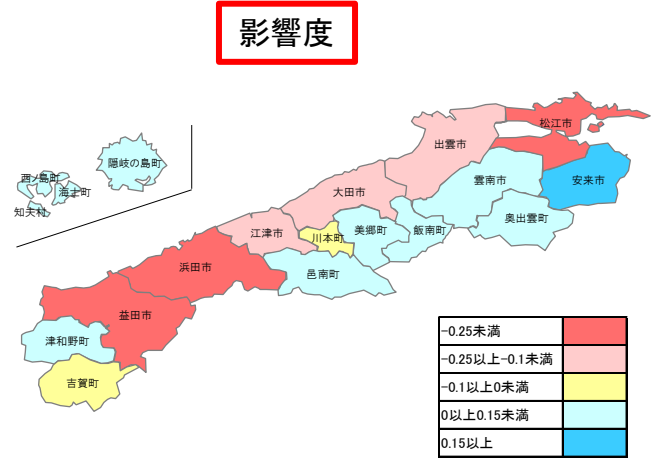 影響度
松江市
出雲市
隠岐の島町
西ノ島町
海士町
知夫村
雲南市
安来市
大田市
奥出雲町
江津市
川本町
美郷町
飯南町
浜田市
邑南町
益田市
津和野町
吉賀町
-0.25未満
-0.25以上-0.1未満
-0.1以上0未満
0以上0.15未満
0.15以上